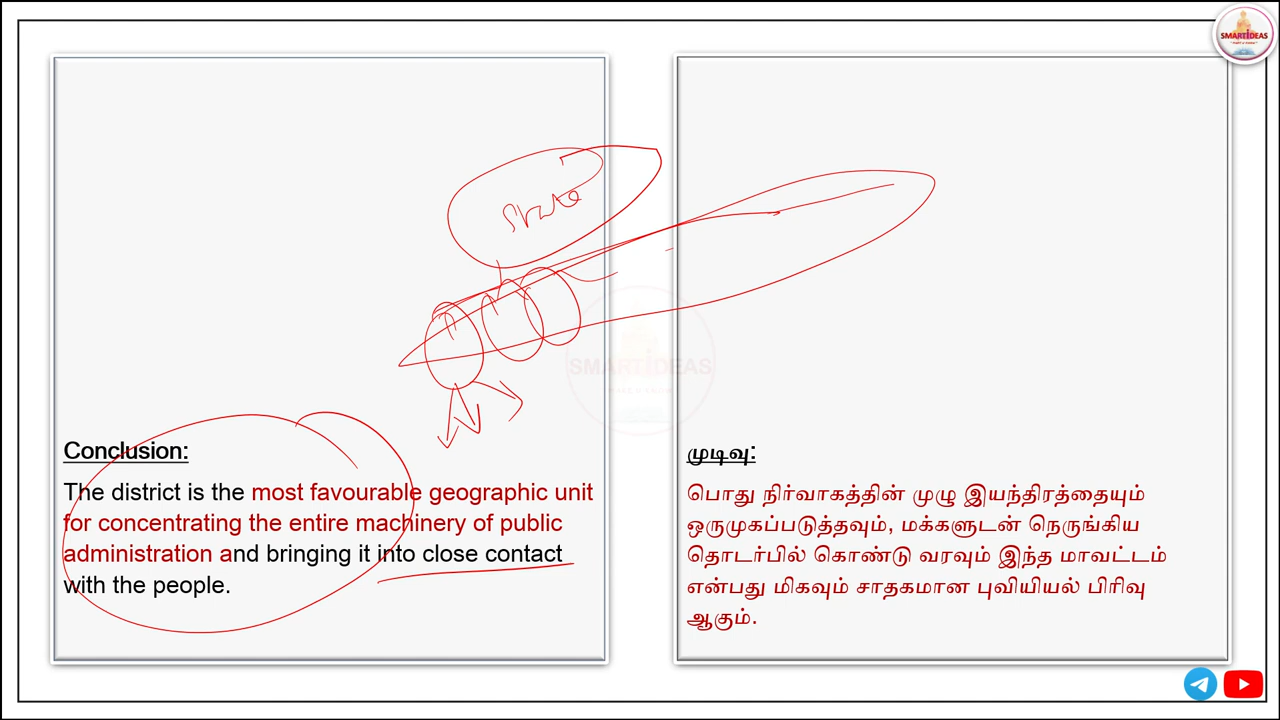 SMARTIDEAS
State
SMARTIDEAS
Conclusion:
The district is the most favourable geographic unit
for concentrating the entire machinery of public
administration and bringing it into close contact
with the people.
முடிவு:
பொது நிர்வாகத்தின் முழு இயந்திரத்தையும்
ஒருமுகப்படுத்தவும், மக்களுடன் நெருங்கிய
தொடர்பில் கொண்டு வரவும் இந்த மாவட்டம்
என்பது மிகவும் சாதகமான புவியியல் பிரிவு
ஆகும்.